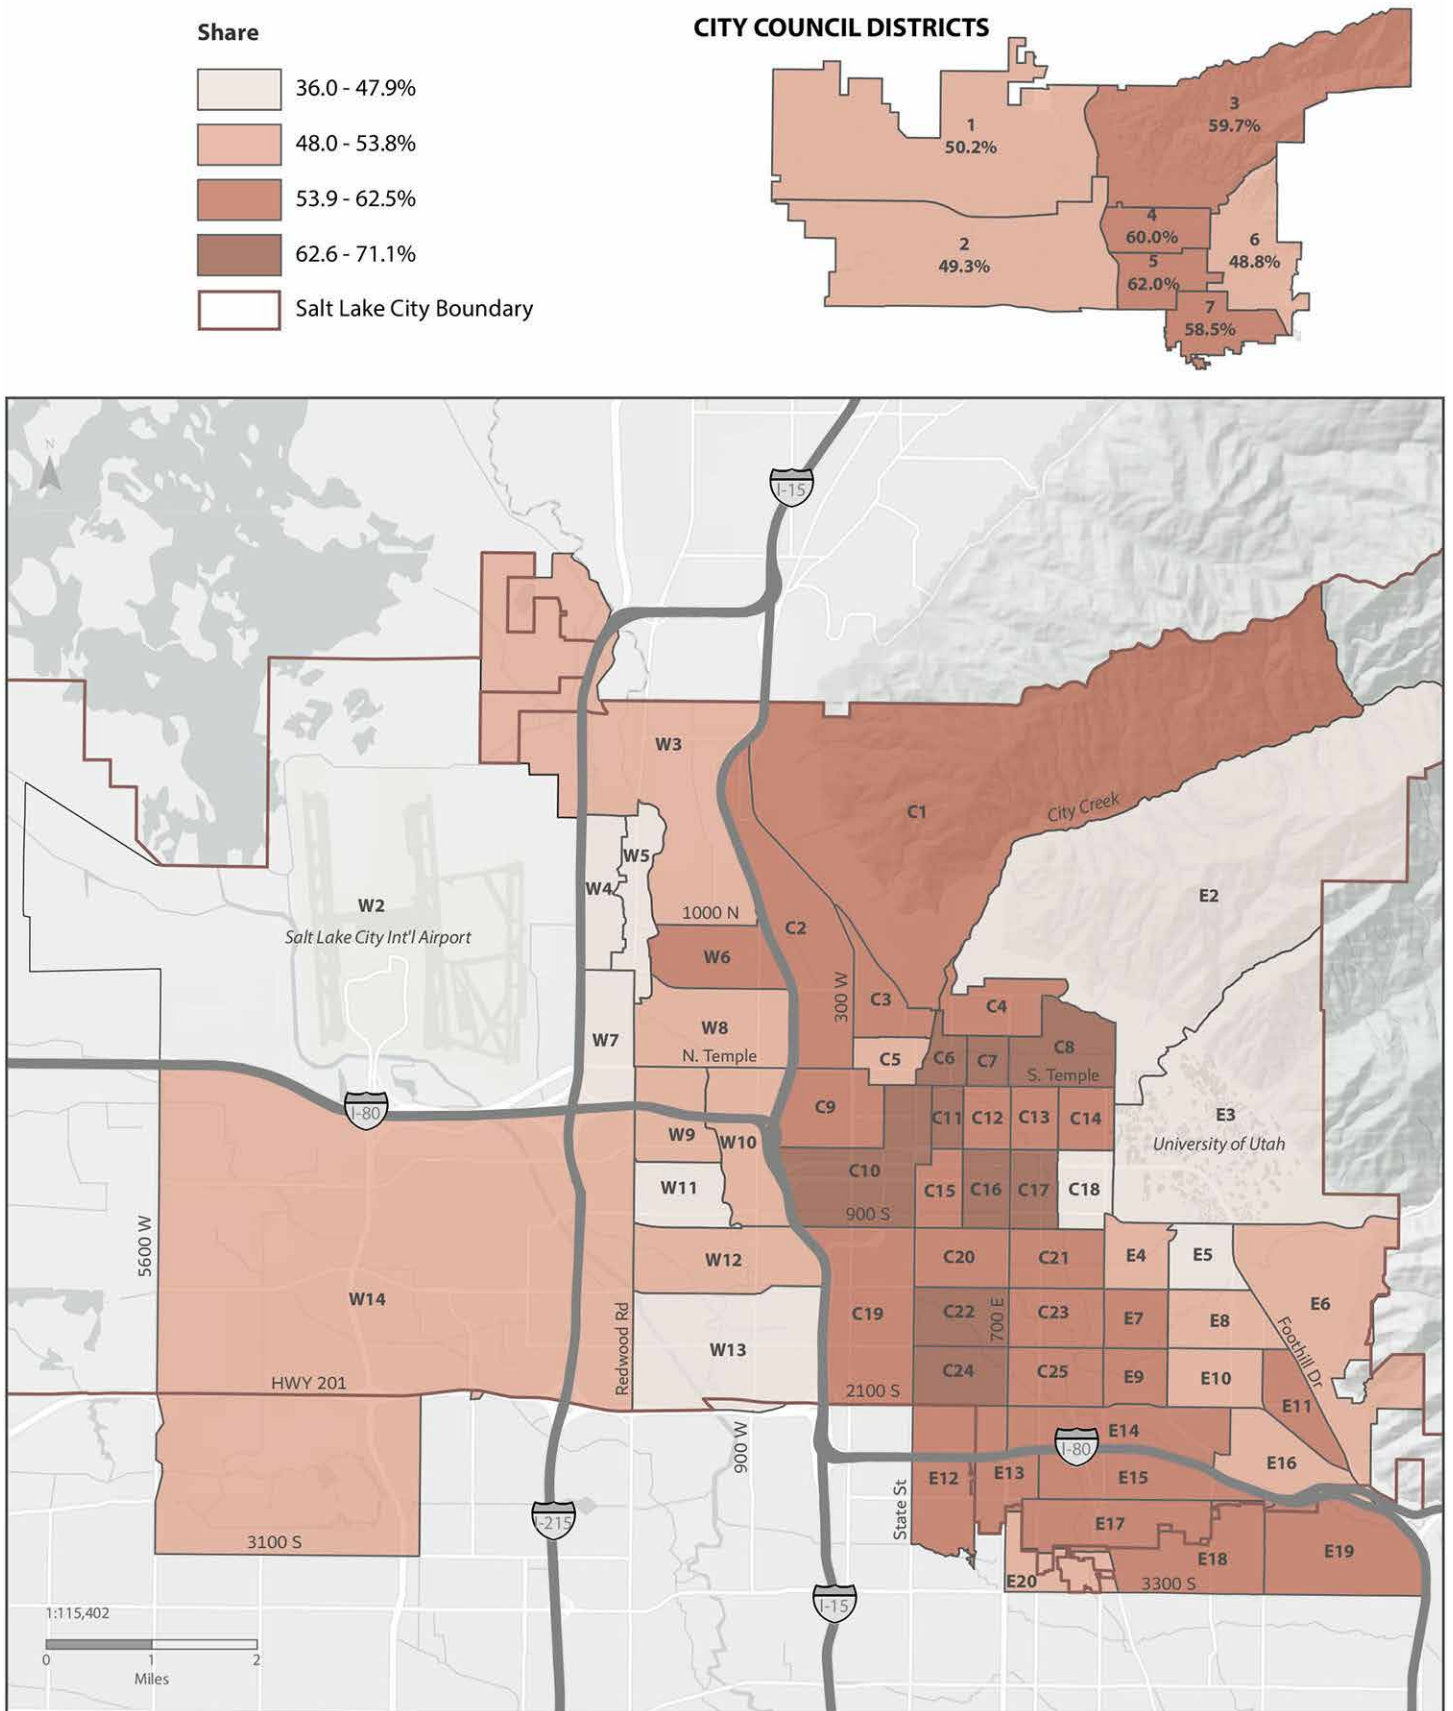 Share
36.0 - 47.9%
48.0 - 53.8%
53.9 - 62.5%
62.6 - 71.1%
Salt Lake City Boundary
CITY COUNCIL DISTRICTS
3
59.7%
1
50.2%
4
60.0%
6
48.8%
2
49.3%
5
62.0%
7
58.5%
N
I-15
W3
C1
City Creek
W5
W4
E2
W2
Salt Lake City Int'l Airport
1000 N
C2
W6
300 W
C3
C4
W8
W7
N. Temple
C5
C6
C7
C8
S. Temple
I-80
C9
C11
C12
C13
C14
E3
University of Utah
W9
W10
C10
W11
C15
C16
C17
C18
900 S
5600 W
W12
C20
C21
E4
E5
W14
E6
C19
C22
700 E
C23
E7
E8
Foothill Dr
W13
Redwood Rd
C24
C25
E9
E10
HWY 201
2100 S
E11
900 W
I-80
E14
E16
State St
E12
E13
E15
I-215
E17
E18
E19
3100 S
E20
3300 S
I-15
1:115,402
0 1 2
Miles